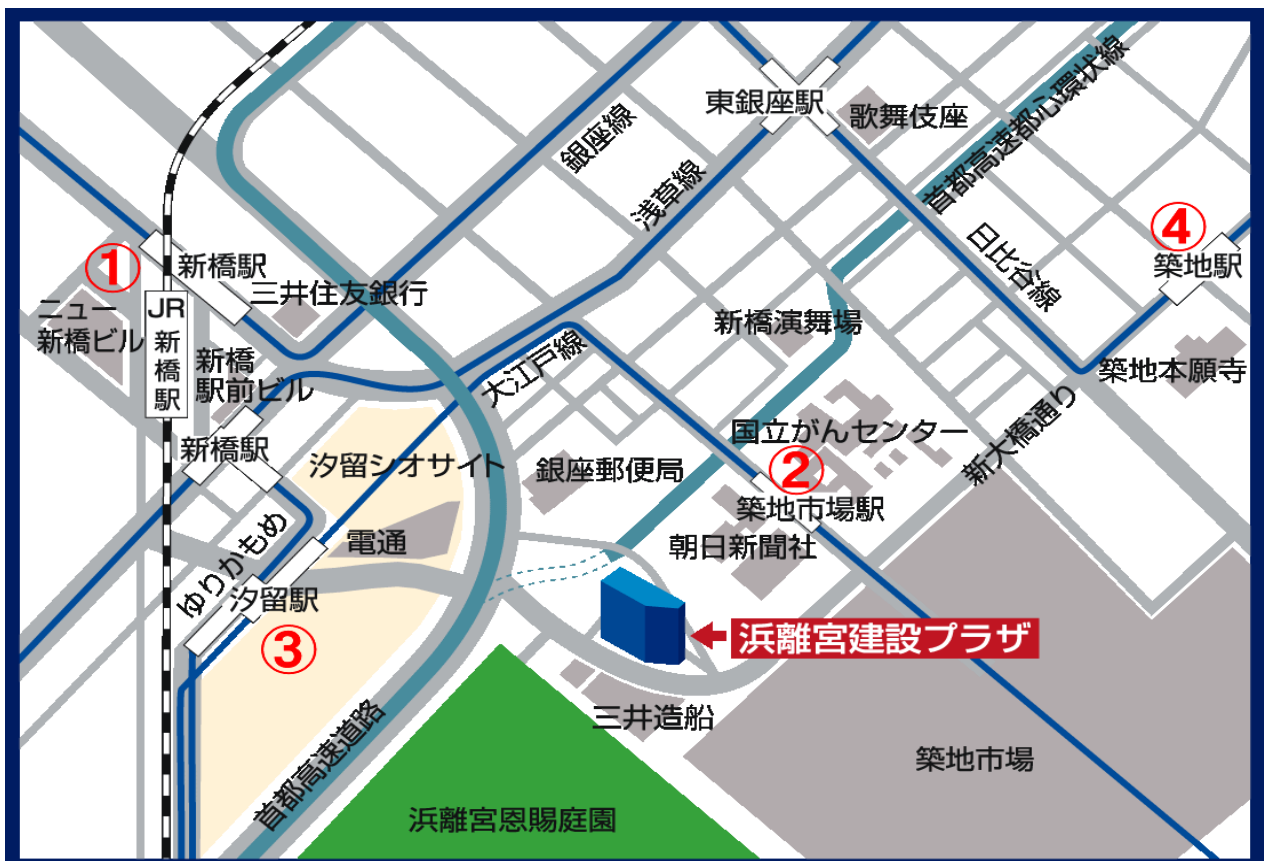 東銀座駅
歌舞伎座
首都高速都心環状線
銀座線
浅草線
日比谷線
④
築地駅
①
新橋駅
三井住友銀行
ニュー
新橋ビル
JR
新橋駅
新橋
駅前ビル
新橋演舞場
築地本願寺
大江戸線
新橋駅
汐留シオサイト
銀座郵便局
国立がんセンター
新大橋通り
②
築地市場駅
電通
朝日新聞社
ゆりかもめ
汐留駅
③
浜離宮建設プラザ
三井造船
首都高速道路
築地市場
浜離宮恩賜庭園